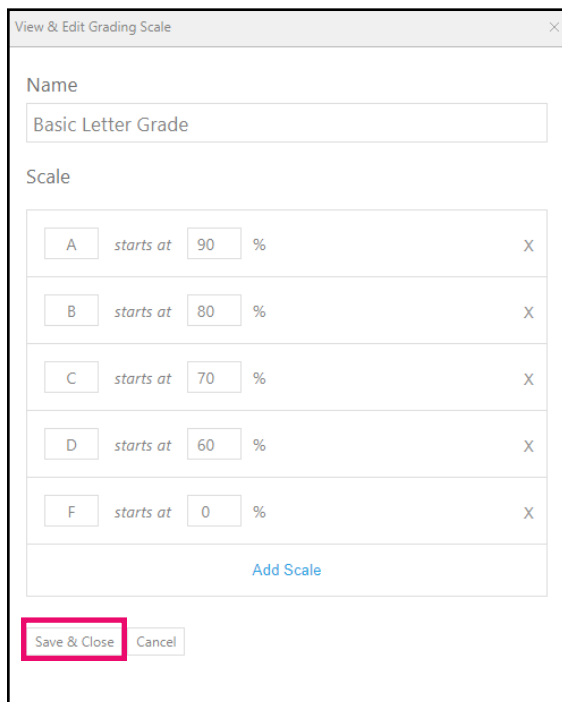 View & Edit Grading Scale ×
Name
Basic Letter Grade
Scale
A starts at 90 % X
B starts at 80 % X
C starts at 70 % X
D starts at 60 % X
F starts at 0 % X
Add Scale
Save & Close Cancel